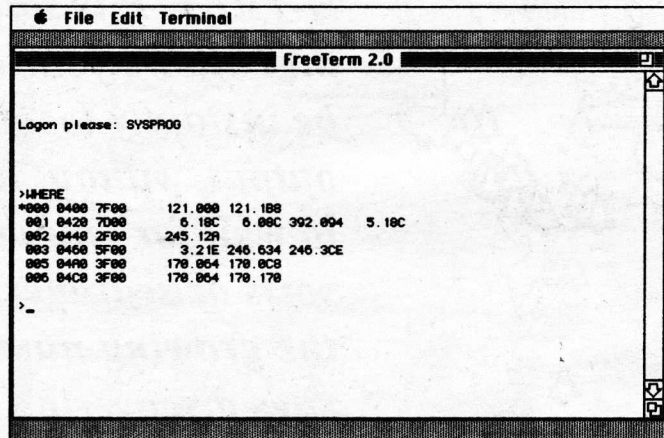 File Edit Terminal
FreeTerm 2.0
Logon please: SYSPROG
>WHERE
*000 0400 7F00 121.000 121.1B8
001 0420 7D00 6.18C 6.08C 392.094 5.18C
002 0440 2F00 245.12A
003 0460 5F00 3.21E 246.634 246.3CE
005 04A0 3F00 170.064 170.0C8
006 04C0 3F00 170.064 170.170
>_